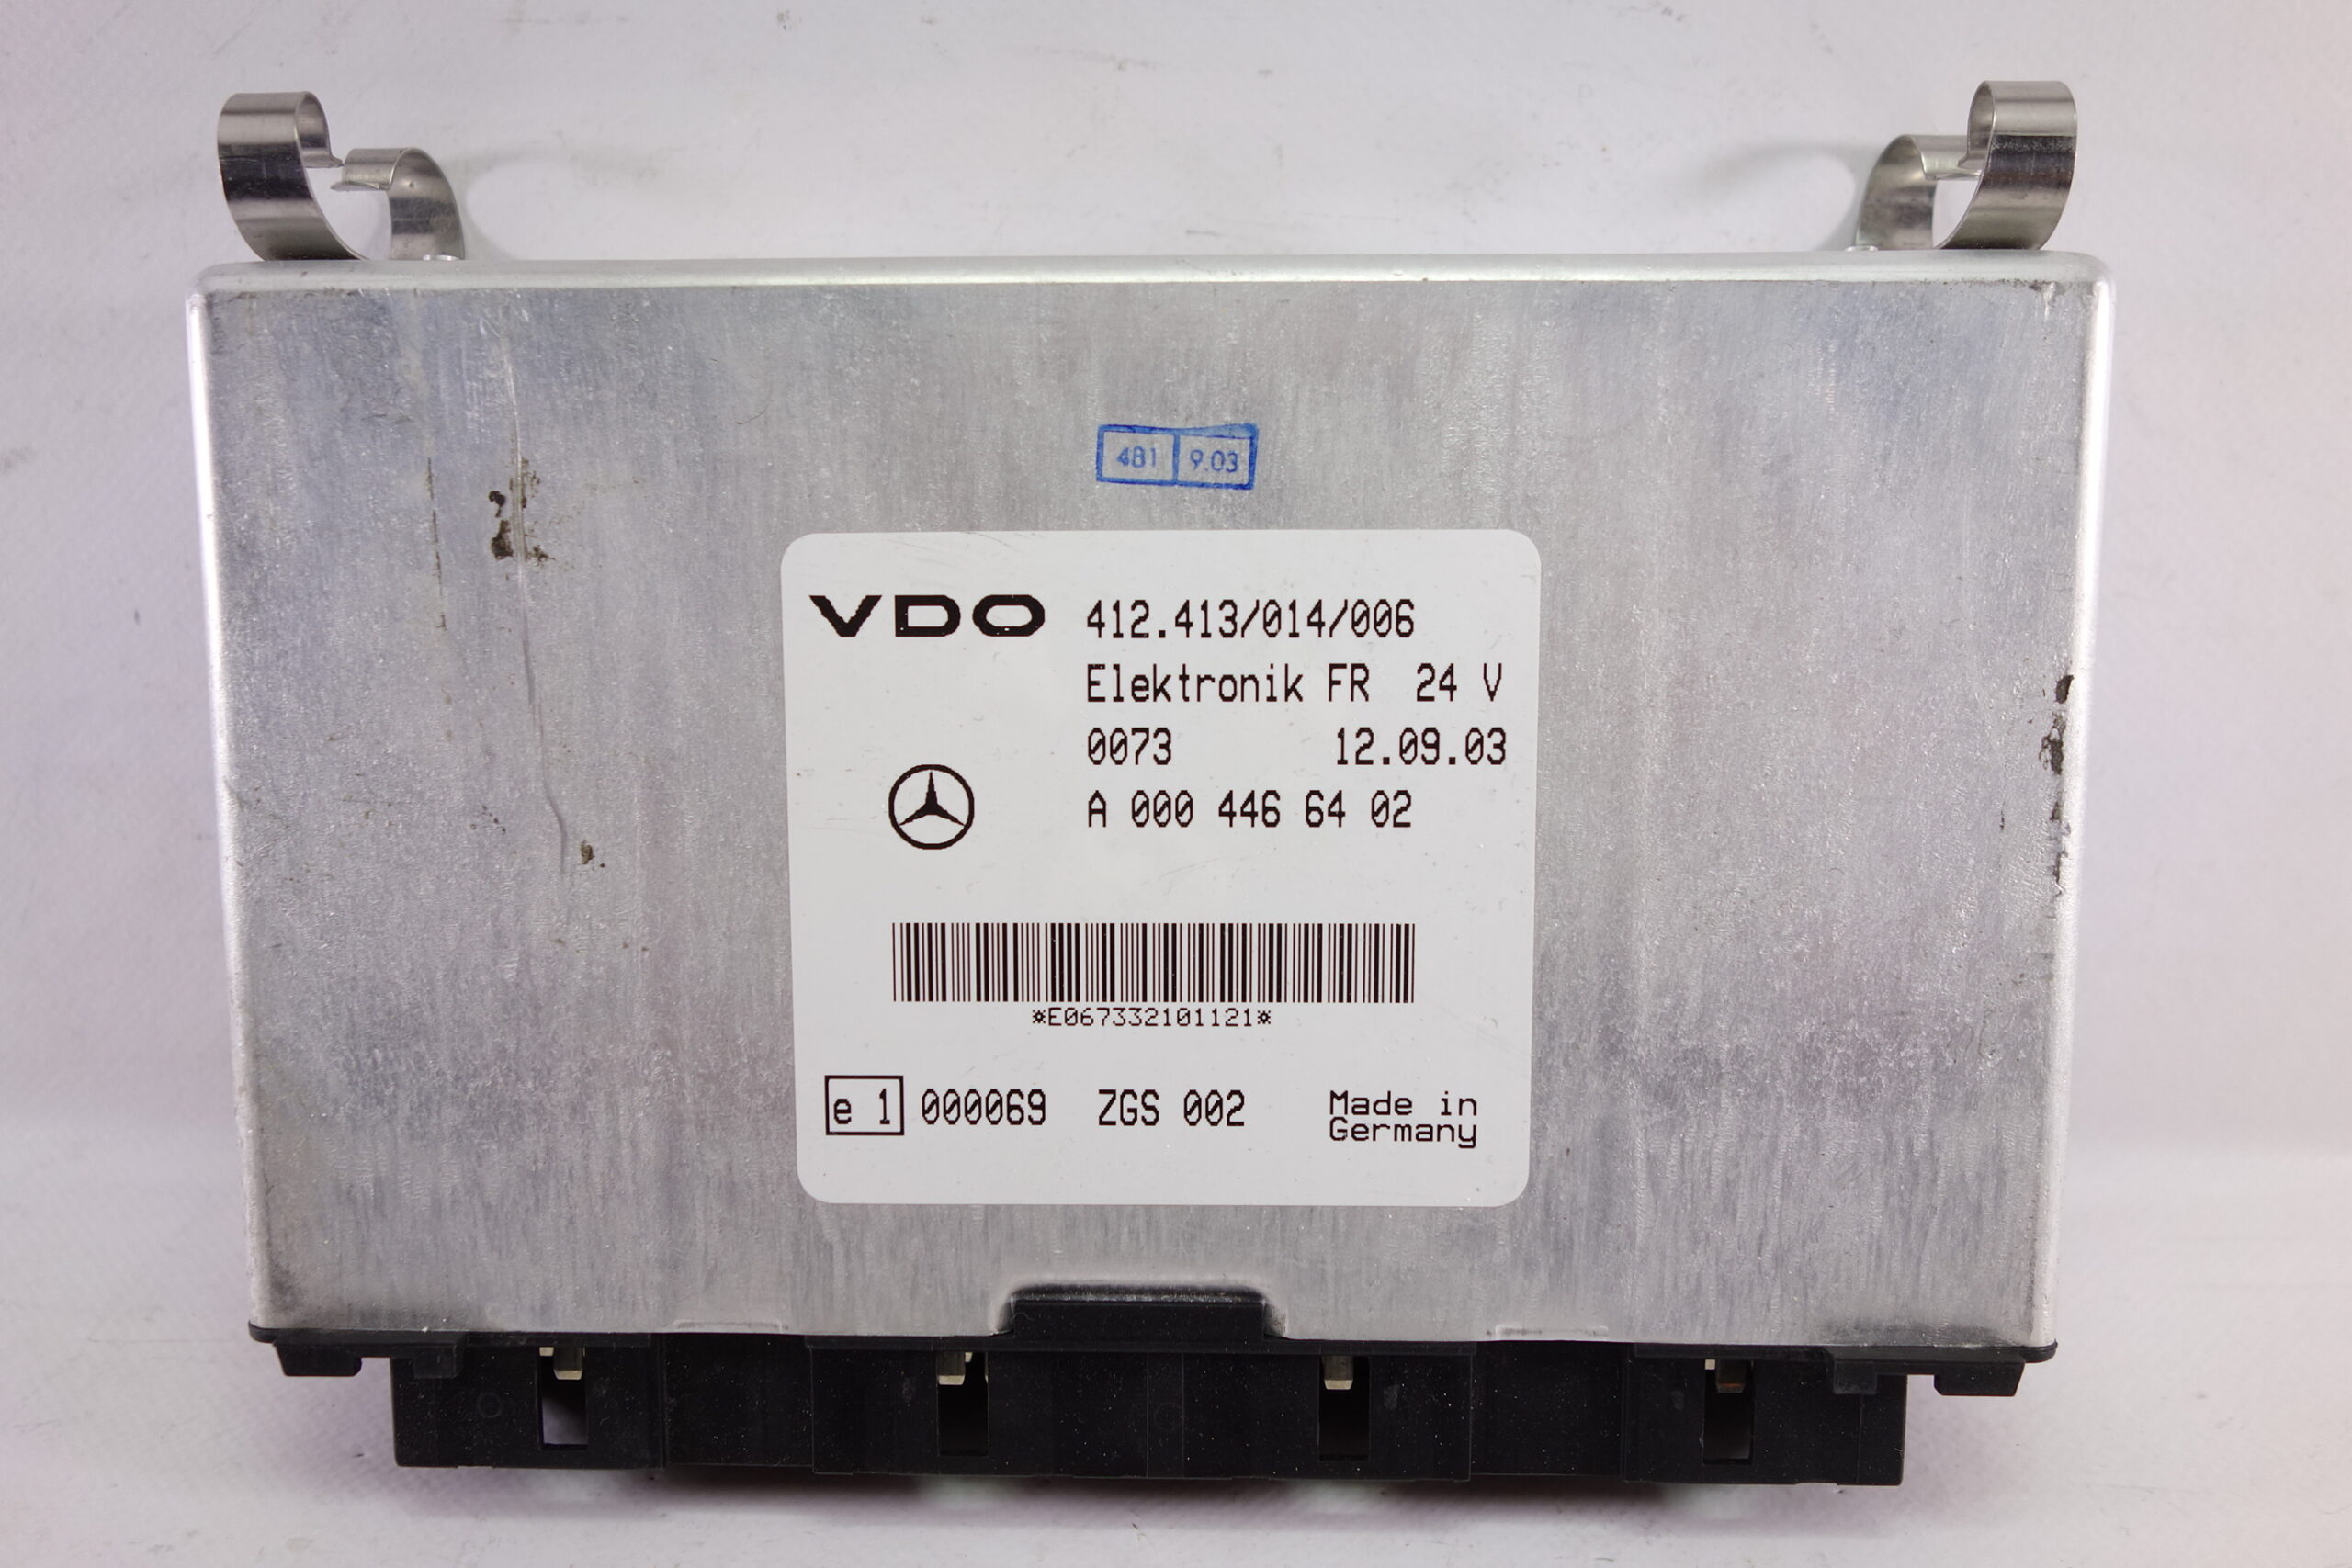 481 9.03
VDO 412.413/014/006
Elektronik FR 24 V
0073 12.09.03
A 000 446 64 02
*E067332101121*
e 1 000069 ZGS 002 Made in
Germany